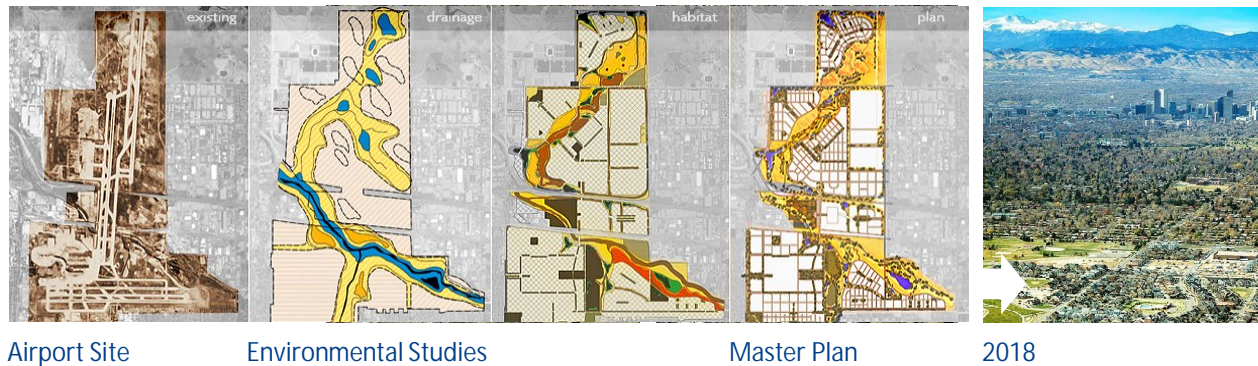 existing
drainage
habitat
plan
Airport Site
Environmental Studies
Master Plan
2018